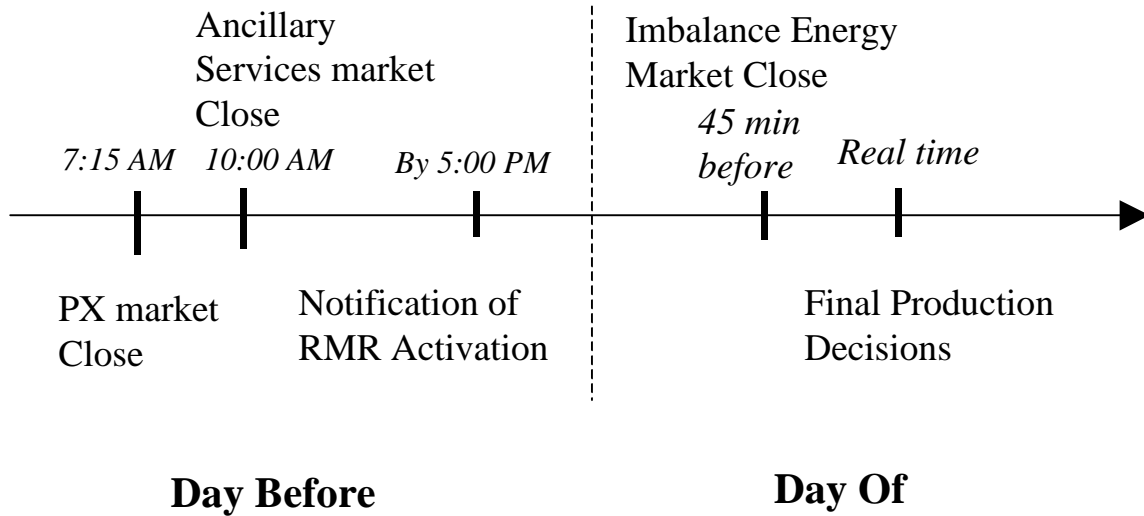 Ancillary
Services market
Close
Imbalance Energy
Market Close
7:15 AM
10:00 AM
By 5:00 PM
45 min
before
Real time
PX market
Close
Notification of
RMR Activation
Final Production
Decisions
Day Before
Day Of